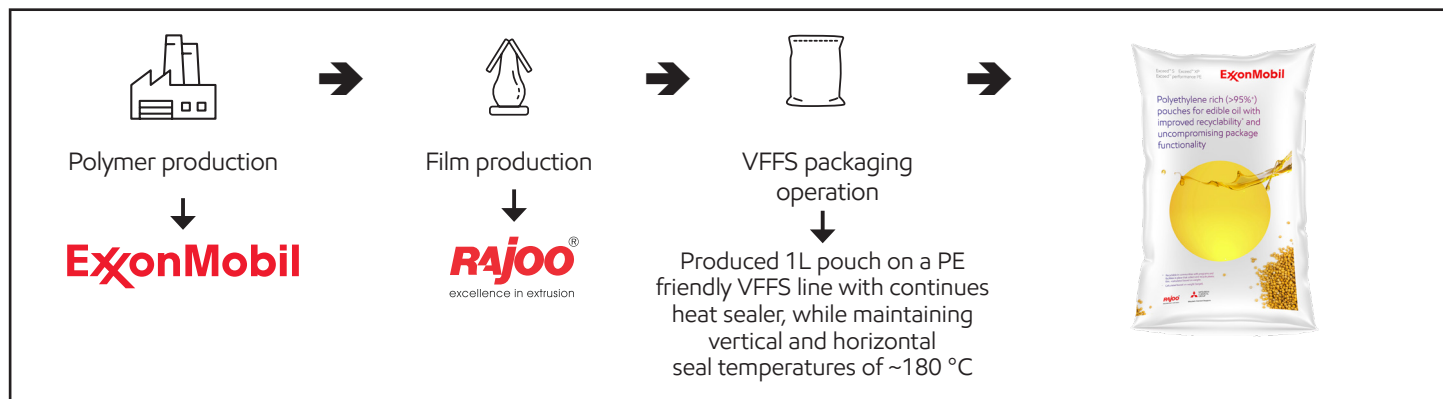 Polymer production
ExxonMobil
Film production
RAJOO®
excellence in extrusion
VFFS packaging
operation
Produced 1L pouch on a PE
friendly VFFS line with continues
heat sealer, while maintaining
vertical and horizontal
seal temperatures of ~180 °C
ExxonMobil
Polyethylene rich (>95%⁺)
pouches for edible oil with
improved recyclability* and
uncompromising package
functionality
RAJOO